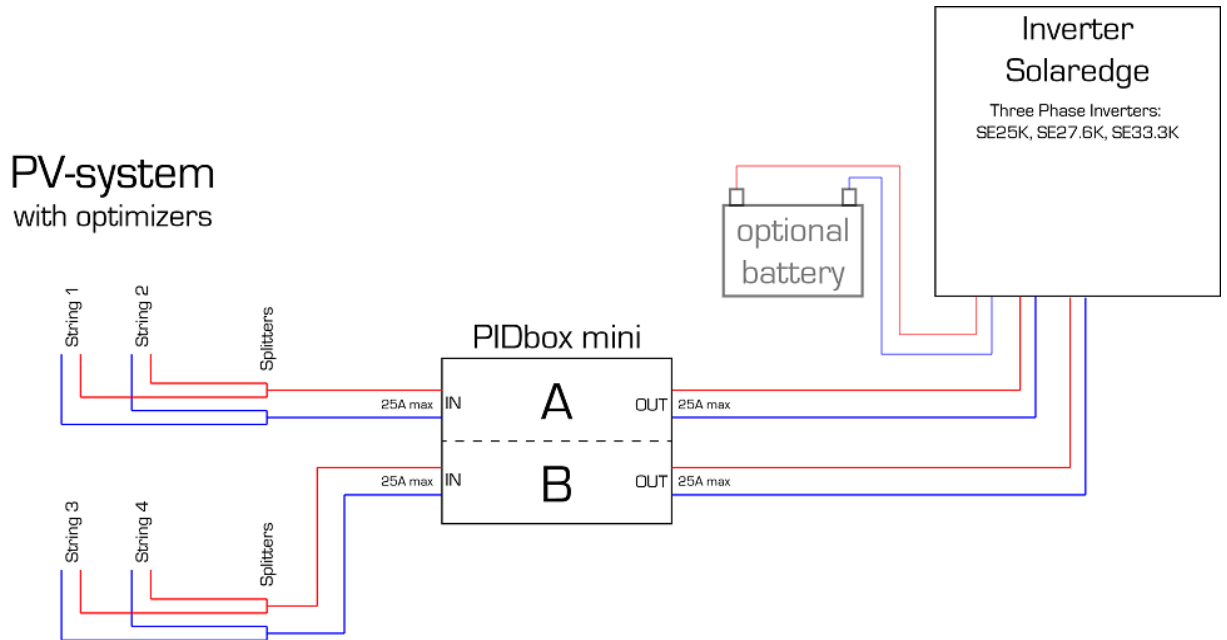 Inverter
Solaredge
Three Phase Inverters:
SE25K, SE27.6K, SE33.3K
PV-system
with optimizers
optional
battery
String 1
String 2
Splitters
PIDbox mini
25A max
IN
A
OUT
25A max
25A max
IN
B
OUT
25A max
String 3
String 4
Splitters